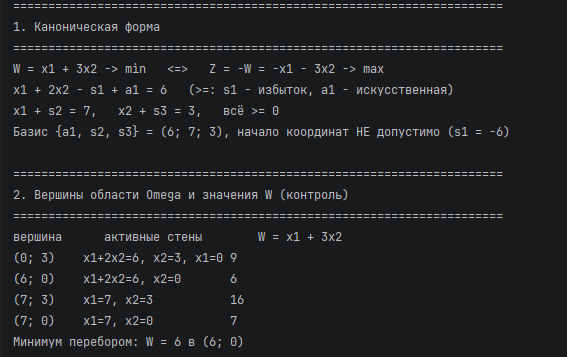 ======================================================================
1. Каноническая форма
======================================================================
W = x1 + 3x2 -> min   <=>   Z = -W = -x1 - 3x2 -> max
x1 + 2x2 - s1 + a1 = 6   (>=: s1 - избыток, a1 - искусственная)
x1 + s2 = 7,   x2 + s3 = 3,   всё >= 0
Базис {a1, s2, s3} = (6; 7; 3), начало координат НЕ допустимо (s1 = -6)
======================================================================
2. Вершины области Omega и значения W (контроль)
======================================================================
вершина      активные стены        W = x1 + 3x2
(0; 3)    x1+2x2=6, x2=3, x1=0 9
(6; 0)    x1+2x2=6, x2=0       6
(7; 3)    x1=7, x2=3           16
(7; 0)    x1=7, x2=0           7
Минимум перебором: W = 6 в (6; 0)